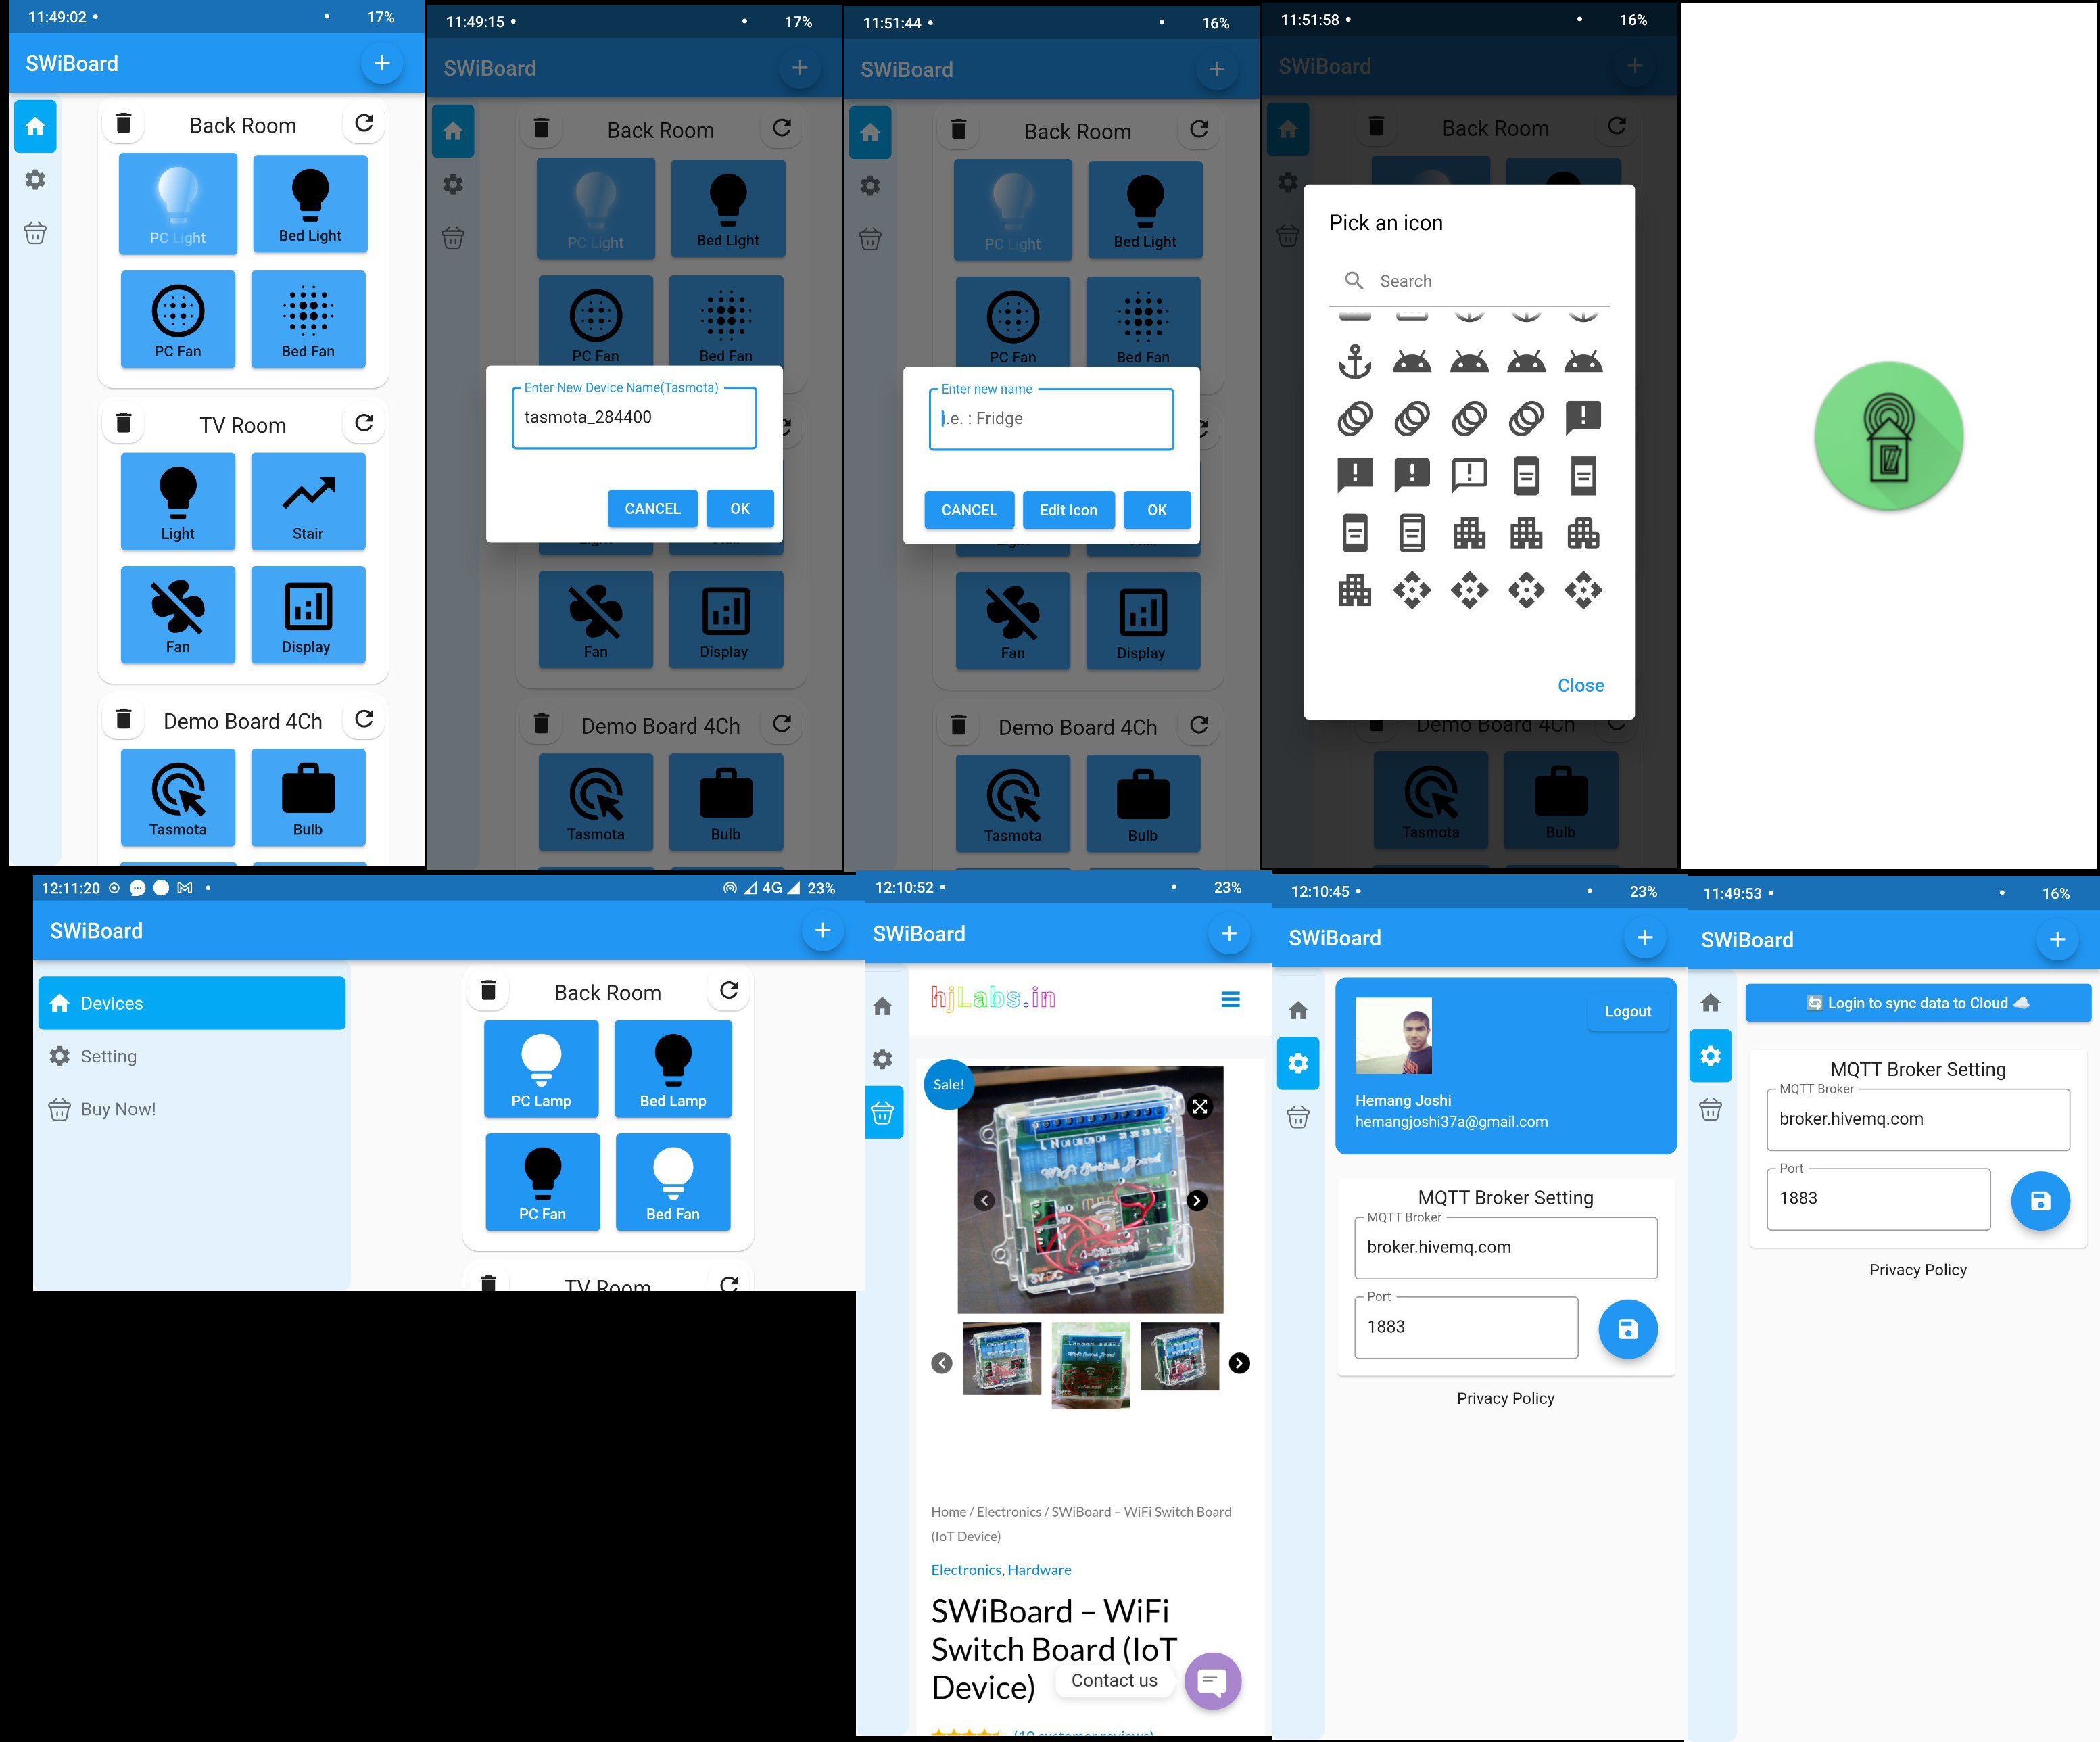 11:49:02 •
17%
SWiBoard
Back Room
PC Light
Bed Light
PC Fan
Bed Fan
TV Room
Light
Stair
Fan
Display
Demo Board 4Ch
Tasmota
Bulb
11:49:15 •
17%
SWiBoard
Back Room
PC Light
Bed Light
PC Fan
Bed Fan
Enter New Device Name(Tasmota)
tasmota_284400
CANCEL
OK
Fan
Display
Demo Board 4Ch
Tasmota
Bulb
11:51:44 •
16%
SWiBoard
Back Room
PC Light
Bed Light
PC Fan
Bed Fan
Enter new name
i.e. : Fridge
CANCEL
Edit Icon
OK
Fan
Display
Demo Board 4Ch
Tasmota
Bulb
11:51:58 •
16%
SWiBoard
Back Room
Pick an icon
Search
Close
Demo Board 4Ch
Tasmota
Bulb
12:11:20
4G
23%
SWiBoard
Devices
Setting
Buy Now!
Back Room
PC Lamp
Bed Lamp
PC Fan
Bed Fan
TV Room
12:10:52 •
23%
SWiBoard
hjLabs.in
Sale!
Home / Electronics / SWiBoard – WiFi Switch Board
(IoT Device)
Electronics, Hardware
SWiBoard – WiFi
Switch Board (IoT
Device)
Contact us
(10 customer reviews)
12:10:45 •
23%
SWiBoard
Logout
Hemang Joshi
hemangjoshi37a@gmail.com
MQTT Broker Setting
MQTT Broker
broker.hivemq.com
Port
1883
Privacy Policy
11:49:53 •
16%
SWiBoard
Login to sync data to Cloud
MQTT Broker Setting
MQTT Broker
broker.hivemq.com
Port
1883
Privacy Policy